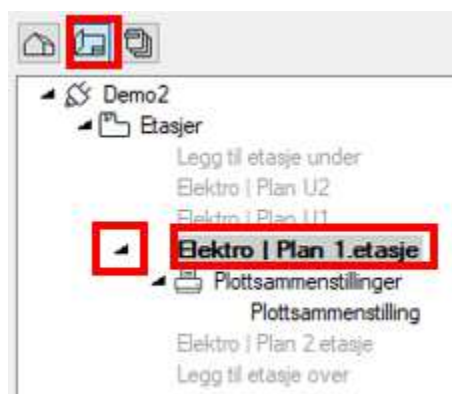 Demo2
Etasjer
Legg til etasje under
Elektro | Plan U2
Elektro | Plan U1
Elektro | Plan 1.etasje
Plottsammenstillinger
Plottsammenstilling
Elektro | Plan 2.etasje
Legg til etasje over